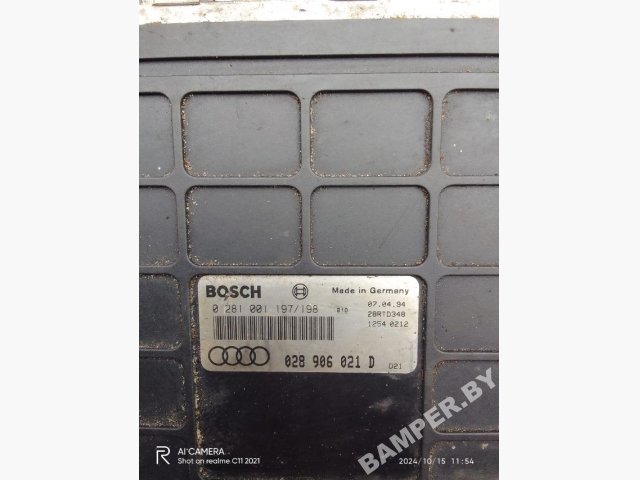 BOSCH Made in Germany
0 281 001 197/198 010 07.04.94
28RTD348
1254 0212
028 906 021 D D21
BAMPER.BY
R AI CAMERA
Shot on realme C11 2021
2024/10/15 11:54